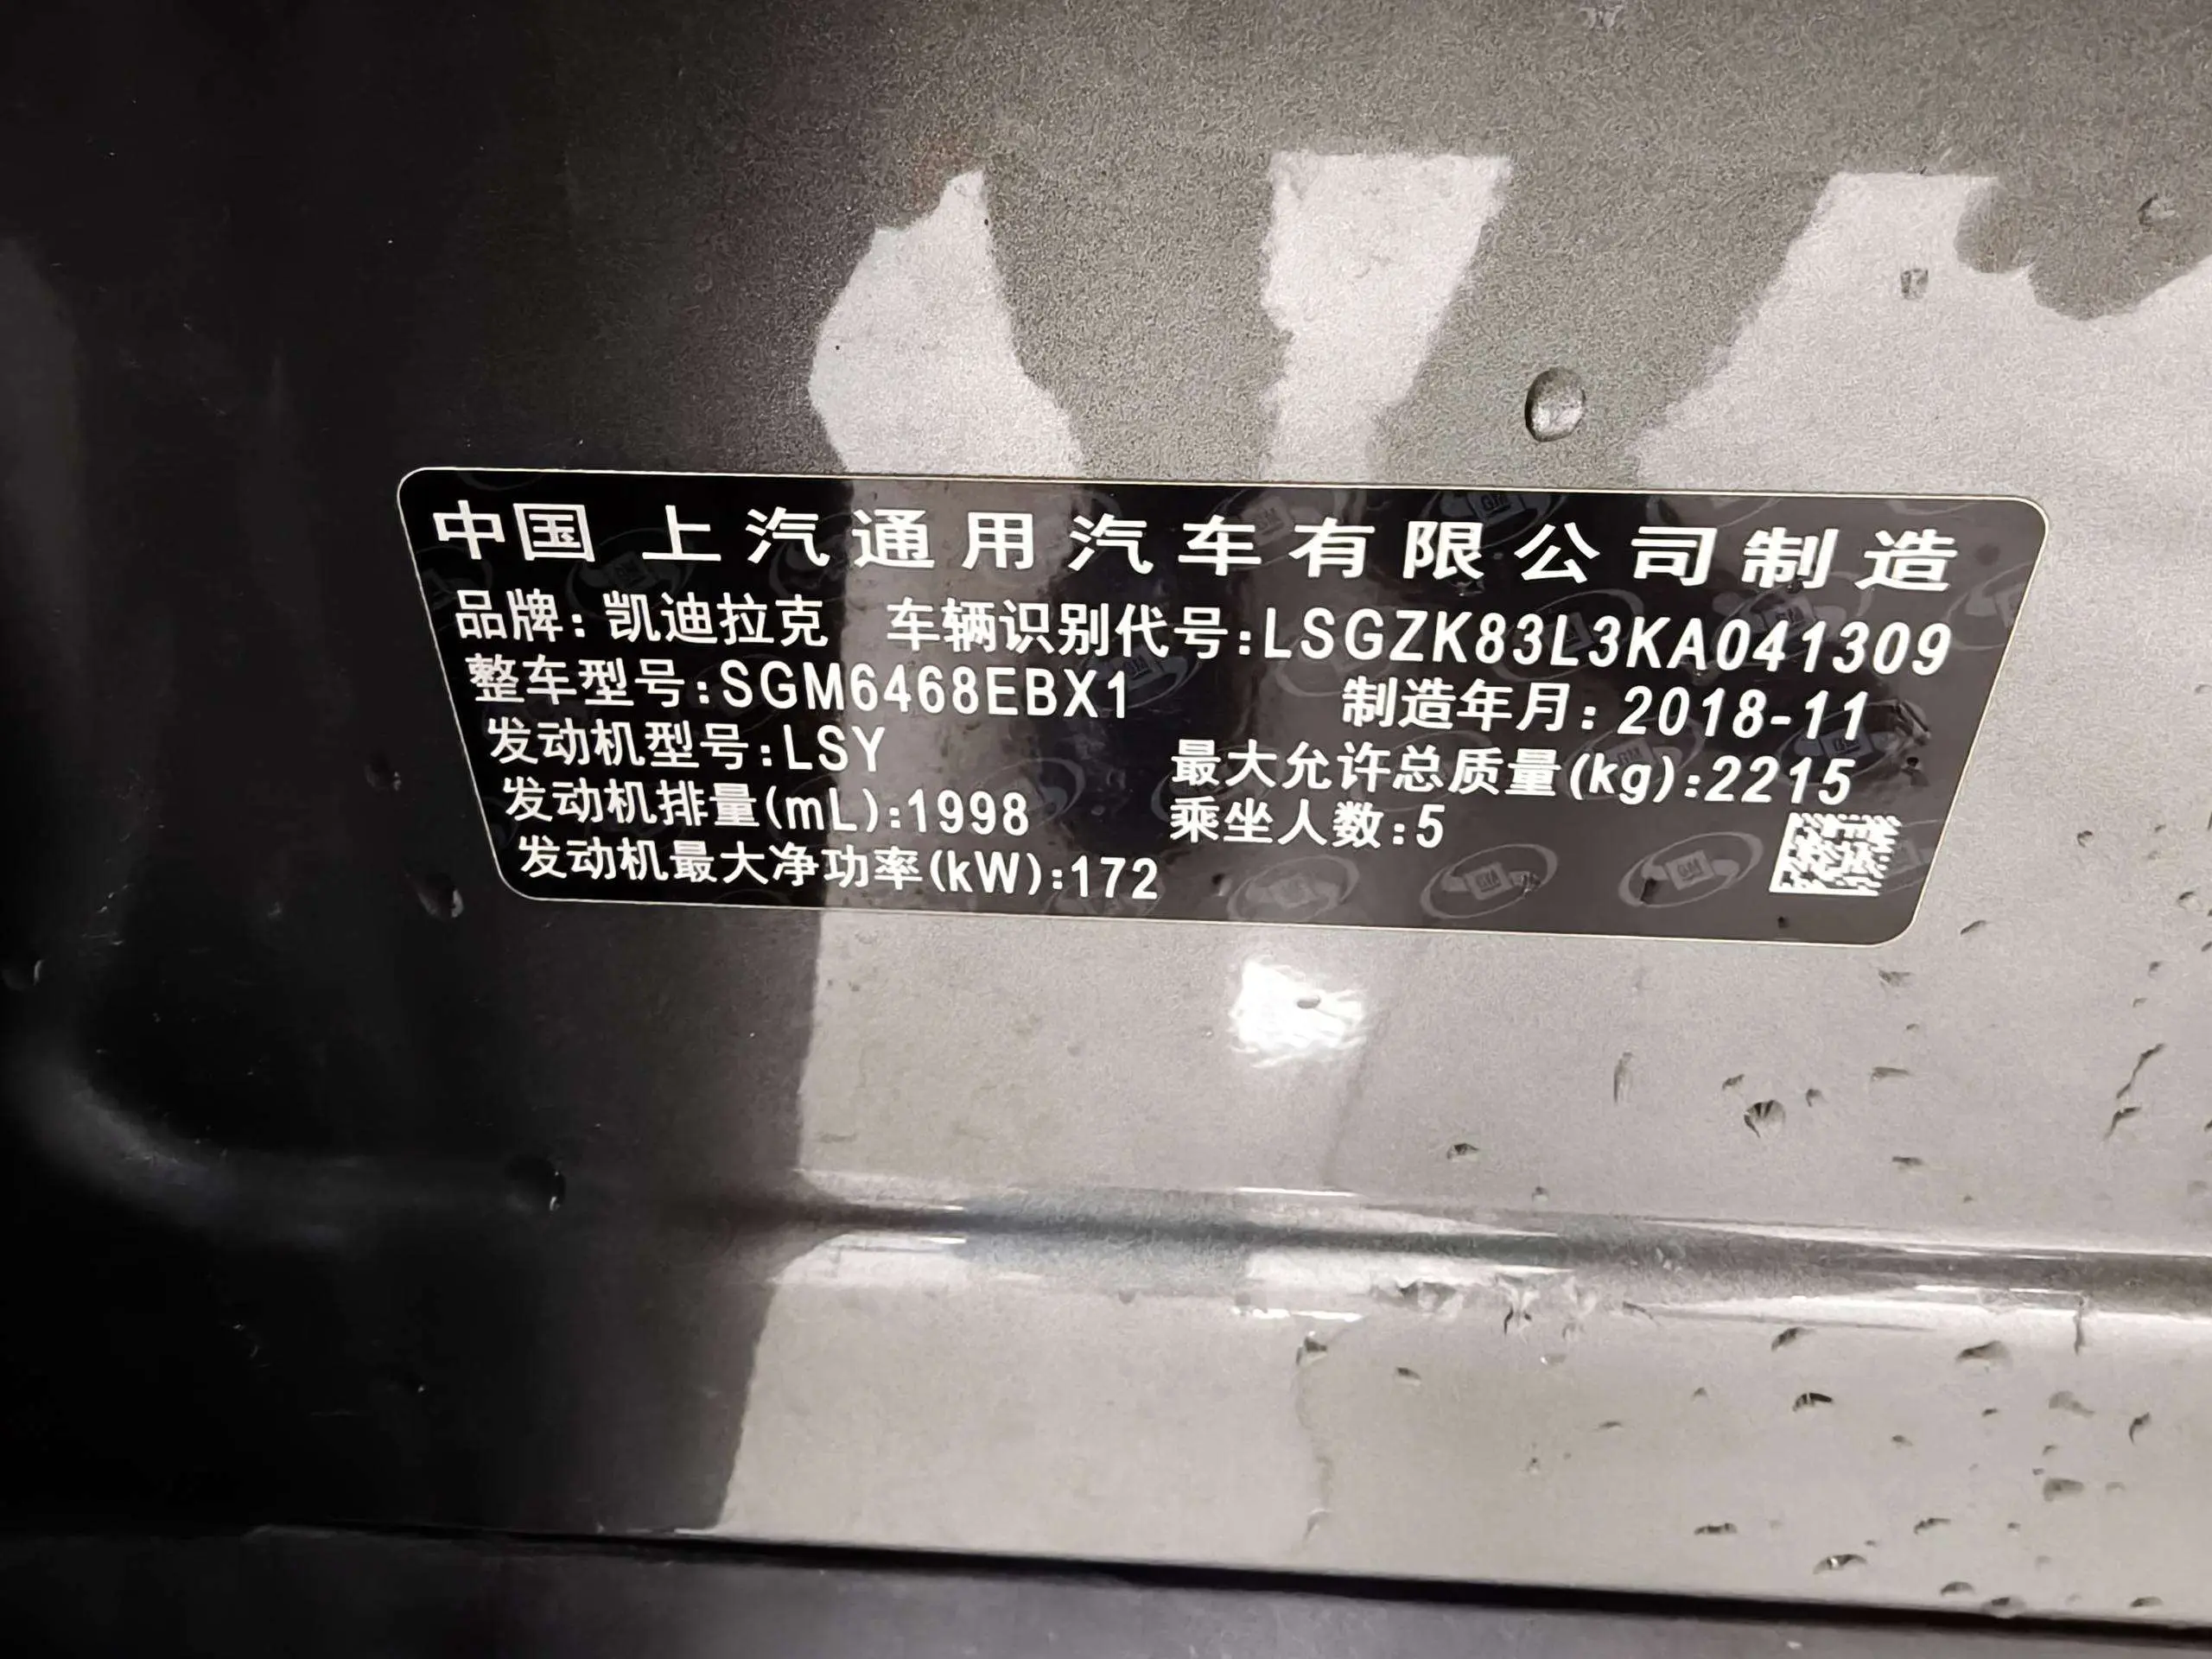 中国 上汽通用汽车有限公司制造
品牌: 凯迪拉克 车辆识别代号:LSGZK83L3KA041309
整车型号:SGM6468EBX1 制造年月: 2018-11
发动机型号:LSY 最大允许总质量(kg):2215
发动机排量(mL):1998 乘坐人数:5
发动机最大净功率(kW):172